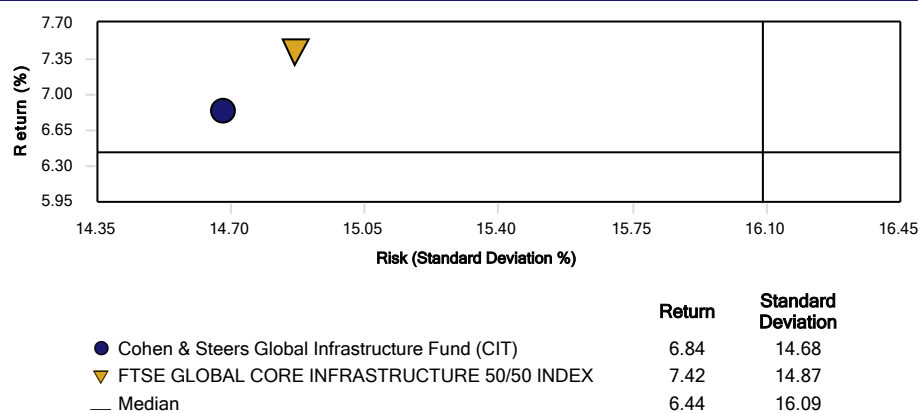 7.70
7.35
7.00
6.65
6.30
5.95
Return (%)
14.35 14.70 15.05 15.40 15.75 16.10 16.45
Risk (Standard Deviation %)
Return Standard Deviation
Cohen & Steers Global Infrastructure Fund (CIT) 6.84 14.68
FTSE GLOBAL CORE INFRASTRUCTURE 50/50 INDEX 7.42 14.87
Median 6.44 16.09